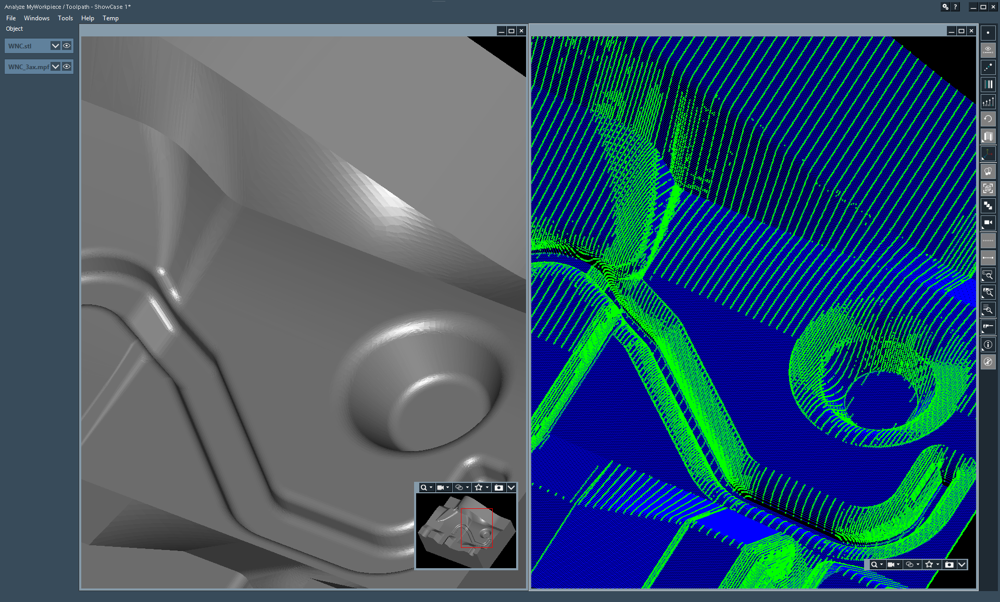 Analyze MyWorkpiece / Toolpath - ShowCase 1*
?
File Windows Tools Help Temp
Object
WNC.stl
WNC_3ax.mpf